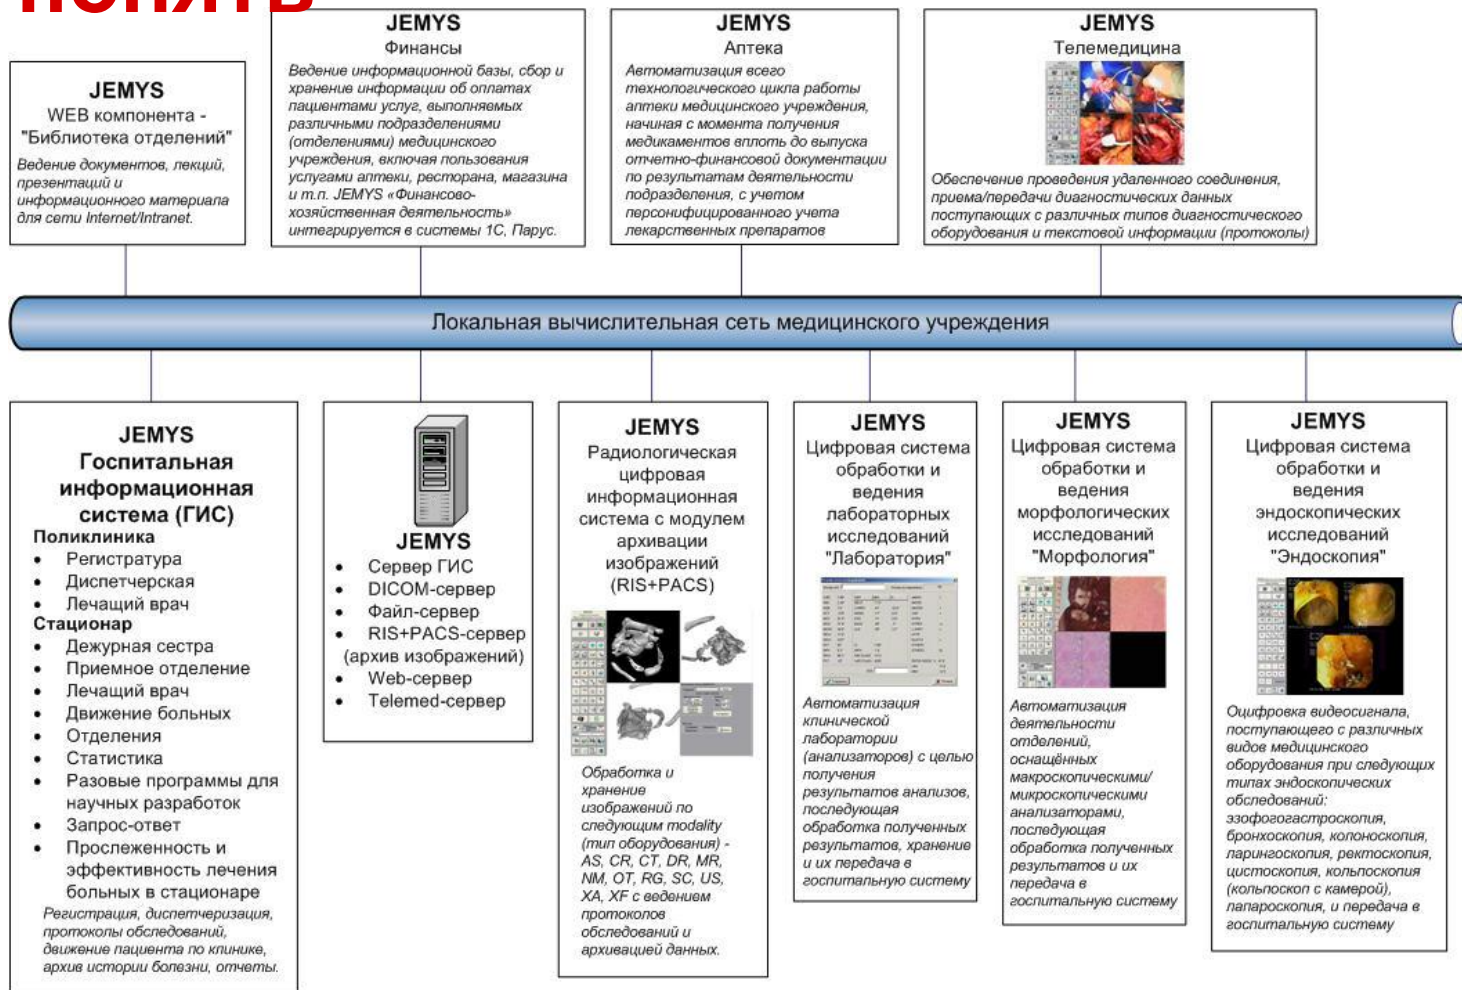 ПОНЯТЬ
JEMYS
WEB компонента -
"Библиотека отделений"
Ведение документов, лекций,
презентаций и
информационного материала
для сети Internet/Intranet.
JEMYS
Финансы
Ведение информационной базы, сбор и
хранение информации об оплатах
пациентами услуг, выполняемых
различными подразделениями
(отделениями) медицинского
учреждения, включая пользования
услугами аптеки, ресторана, магазина
и т.п. JEMYS «Финансово-
хозяйственная деятельность»
интегрируется в системы 1С, Парус.
JEMYS
Аптека
Автоматизация всего
технологического цикла работы
аптеки медицинского учреждения,
начиная с момента получения
медикаментов вплоть до выпуска
отчетно-финансовой документации
по результатам деятельности
подразделения, с учетом
персонифицированного учета
лекарственных препаратов
JEMYS
Телемедицина
Обеспечение проведения удаленного соединения,
приема/передачи диагностических данных
поступающих с различных типов диагностического
оборудования и текстовой информации (протоколы)
Локальная вычислительная сеть медицинского учреждения
JEMYS
Госпитальная
информационная
система (ГИС)
Поликлиника
• Регистратура
• Диспетчерская
• Лечащий врач
Стационар
• Дежурная сестра
• Приемное отделение
• Лечащий врач
• Движение больных
• Отделения
• Статистика
• Разовые программы для
научных разработок
• Запрос-ответ
• Прослеженность и
эффективность лечения
больных в стационаре
Регистрация, диспетчеризация,
протоколы обследований,
движение пациента по клинике,
архив истории болезни, отчеты.
JEMYS
• Сервер ГИС
• DICOM-сервер
• Файл-сервер
• RIS+PACS-сервер
(архив изображений)
• Web-сервер
• Telemed-сервер
JEMYS
Радиологическая
цифровая
информационная
система с модулем
архивации
изображений
(RIS+PACS)
Обработка и
хранение
изображений по
следующим modality
(тип оборудования) -
AS, CR, CT, DR, MR,
NM, OT, RG, SC, US,
XA, XF с ведением
протоколов
обследований и
архивацией данных.
JEMYS
Цифровая система
обработки и
ведения
лабораторных
исследований
"Лаборатория"
Автоматизация
клинической
лаборатории
(анализаторов) с целью
получения
результатов анализов,
последующая
обработка полученных
результатов, хранение
и их передача в
госпитальную систему
JEMYS
Цифровая система
обработки и
ведения
морфологических
исследований
"Морфология"
Автоматизация
деятельности
отделений,
оснащённых
макроскопическими/
микроскопическими
анализаторами,
последующая
обработка полученных
результатов и их
передача в
госпитальную систему
JEMYS
Цифровая система
обработки и
ведения
эндоскопических
исследований
"Эндоскопия"
Оцифровка видеосигнала,
поступающего с различных
видов медицинского
оборудования при следующих
типах эндоскопических
обследований:
эзофогогастроскопия,
бронхоскопия, колоноскопия,
ларингоскопия, ректоскопия,
цистоскопия, кольпоскопия
(кольпоскоп с камерой),
лапароскопия, и передача в
госпитальную систему